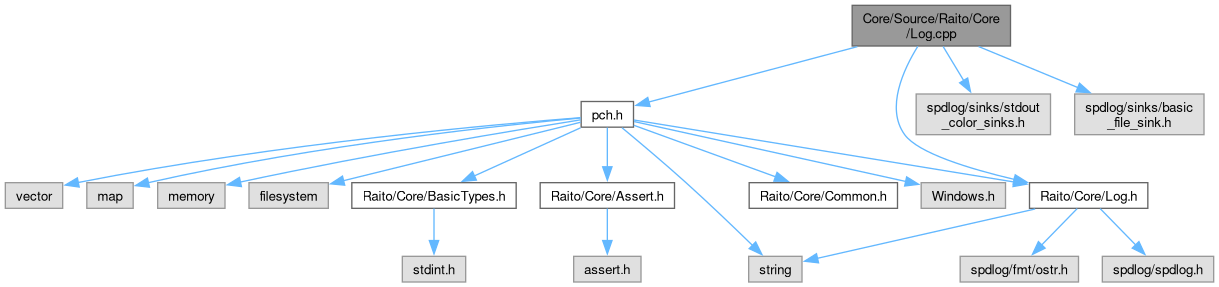 Core/Source/Raito/Core
/Log.cpp
pch.h
spdlog/sinks/stdout
_color_sinks.h
spdlog/sinks/basic
_file_sink.h
vector
map
memory
filesystem
Raito/Core/BasicTypes.h
Raito/Core/Assert.h
Raito/Core/Common.h
Windows.h
Raito/Core/Log.h
stdint.h
assert.h
string
spdlog/fmt/ostr.h
spdlog/spdlog.h